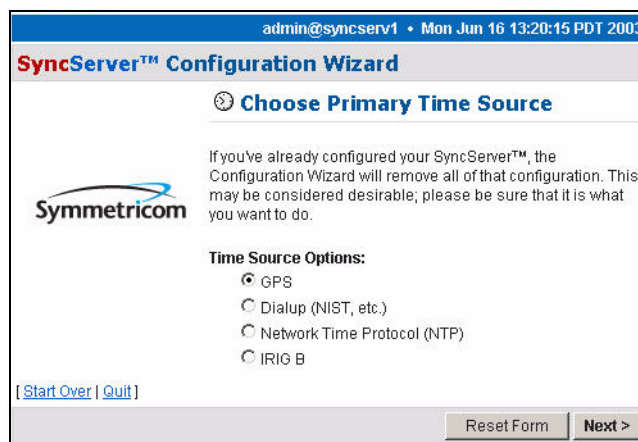 admin@syncserv1 • Mon Jun 16 13:20:15 PDT 2003
SyncServer™ Configuration Wizard
Choose Primary Time Source
If you've already configured your SyncServer™, the
Configuration Wizard will remove all of that configuration. This
may be considered desirable; please be sure that it is what
you want to do.
Symmetricom
Time Source Options:
GPS
Dialup (NIST, etc.)
Network Time Protocol (NTP)
IRIG B
[ Start Over | Quit ]
Reset Form
Next >